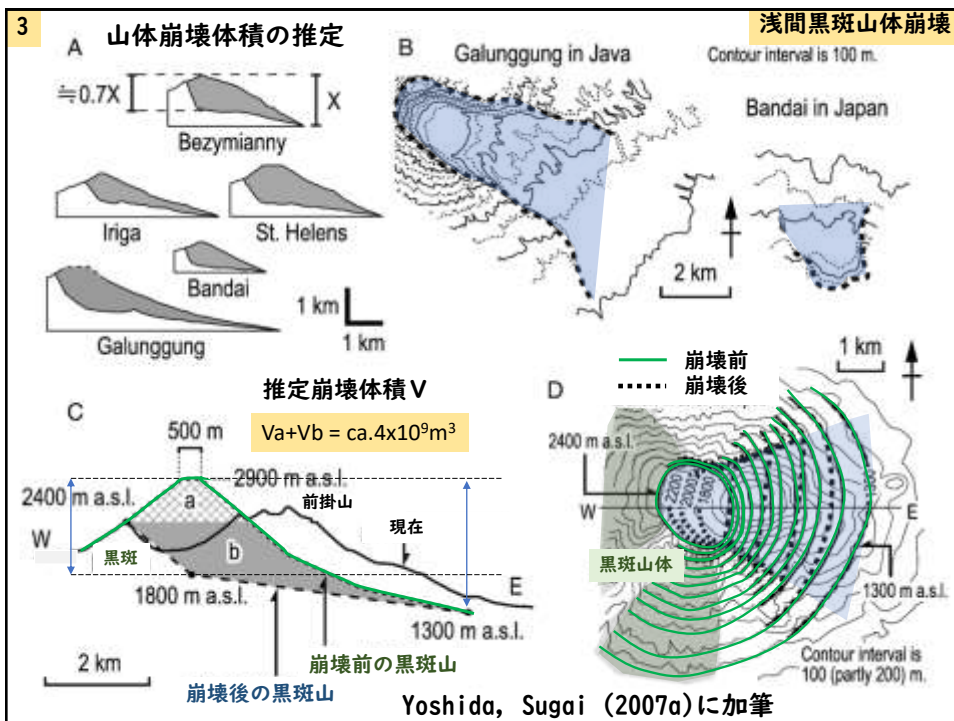 3
山体崩壊体積の推定
浅間黒斑山体崩壊
A
≒0.7X
X
Bezymianny
Iriga
St. Helens
Bandai
Galunggung
1 km
1 km
B
Galunggung in Java
Contour interval is 100 m.
Bandai in Japan
2 km
C
推定崩壊体積V
Va+Vb = ca.4x10⁹m³
500 m
2900 m a.s.l.
2400 m a.s.l.
前掛山
a
現在
W
黒斑
b
1800 m a.s.l.
E
1300 m a.s.l.
2 km
崩壊前の黒斑山
崩壊後の黒斑山
崩壊前
崩壊後
1 km
D
2400 m a.s.l.
2200
2000
1800
W
E
黒斑山体
1300 m a.s.l.
Contour interval is
100 (partly 200) m.
Yoshida, Sugai (2007a)に加筆